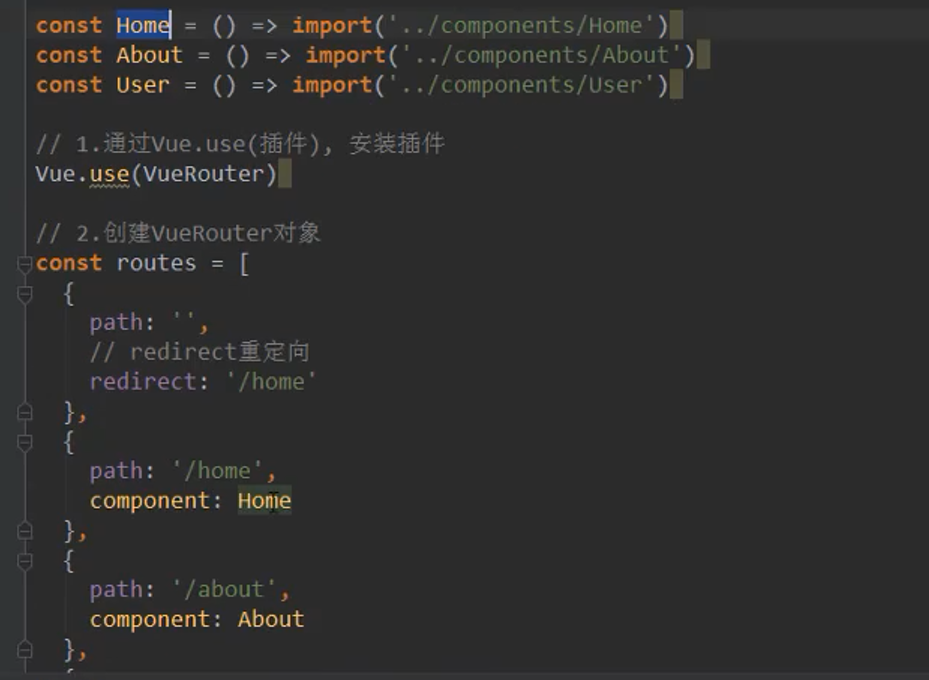 const Home = () => import('../components/Home')
const About = () => import('../components/About')
const User = () => import('../components/User')
// 1.通过Vue.use(插件), 安装插件
Vue.use(VueRouter)
// 2.创建VueRouter对象
const routes = [
{
path: '',
// redirect重定向
redirect: '/home'
},
{
path: '/home',
component: Home
},
{
path: '/about',
component: About
},
{